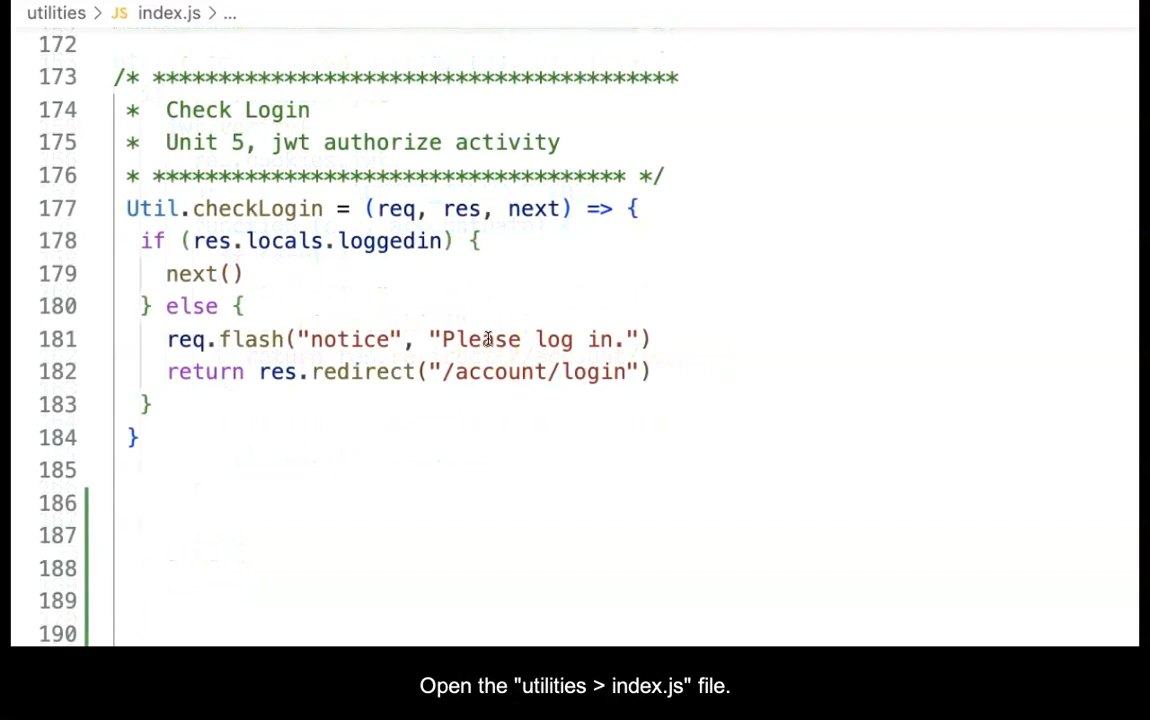 utilities > JS index.js > ...
172
173 /* ****************************************
174 *  Check Login
175 *  Unit 5, jwt authorize activity
176 * ************************************ */
177 Util.checkLogin = (req, res, next) => {
178 if (res.locals.loggedin) {
179 next()
180 } else {
181 req.flash("notice", "Please log in.")
182 return res.redirect("/account/login")
183 }
184 }
185
186
187
188
189
190
Open the "utilities > index.js" file.